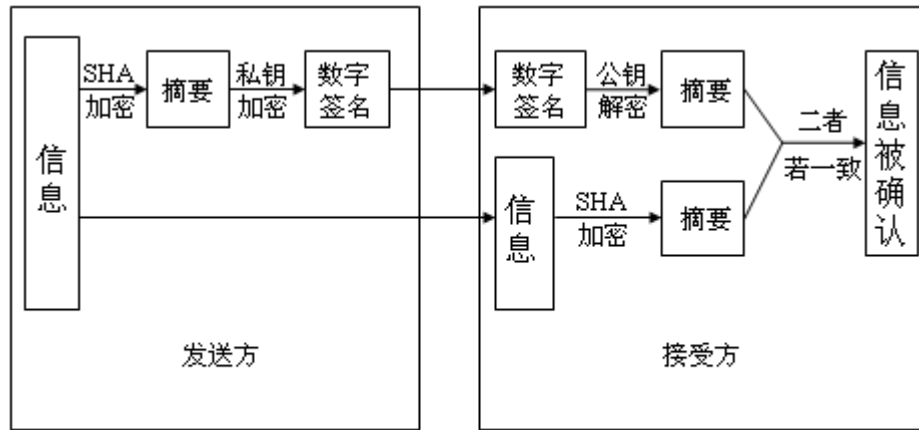 信息
SHA
加密
摘要
私钥
加密
数字
签名
发送方
数字
签名
公钥
解密
摘要
信息
SHA
加密
摘要
二者
若一致
信息被确认
接受方